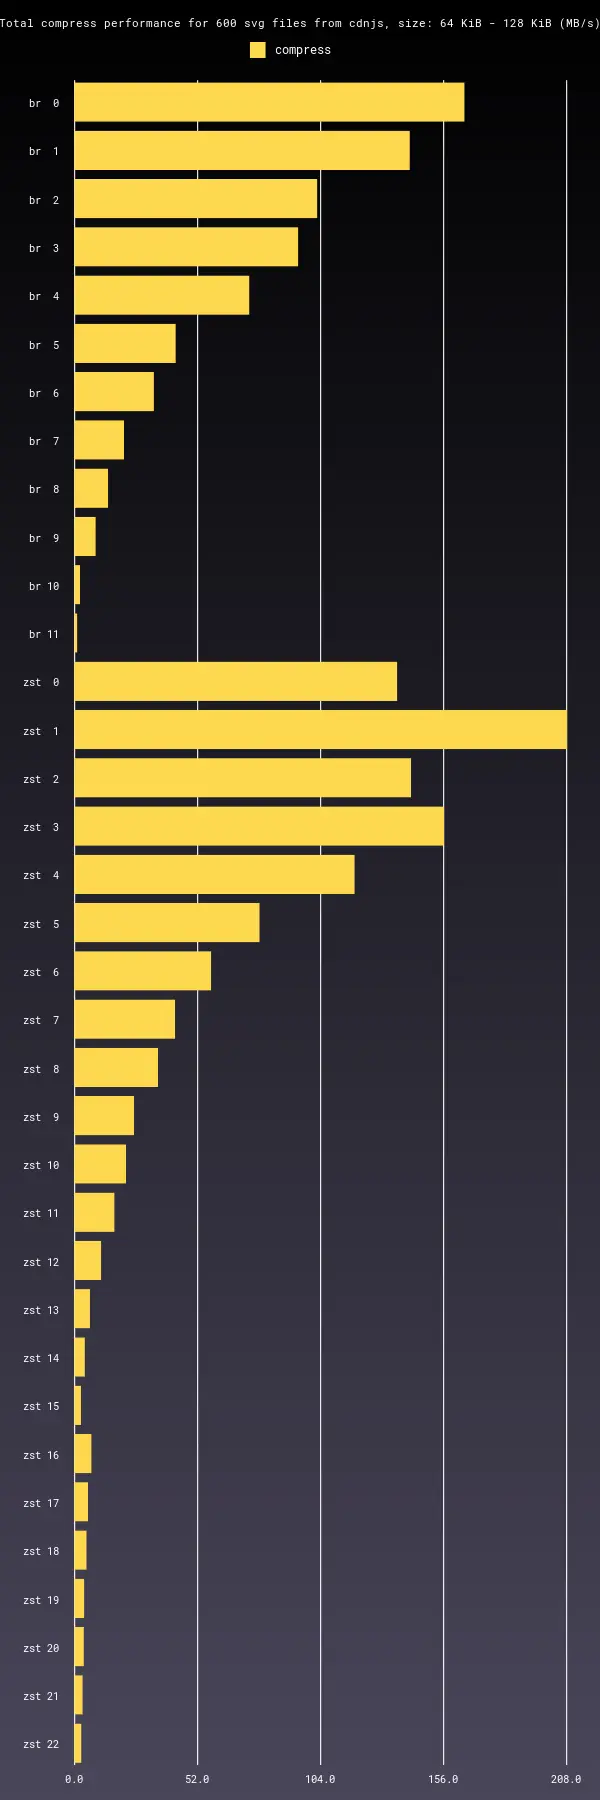 Total compress performance for 600 svg files from cdnjs, size: 64 KiB - 128 KiB (MB/s)
compress
br 0
br 1
br 2
br 3
br 4
br 5
br 6
br 7
br 8
br 9
br 10
br 11
zst 0
zst 1
zst 2
zst 3
zst 4
zst 5
zst 6
zst 7
zst 8
zst 9
zst 10
zst 11
zst 12
zst 13
zst 14
zst 15
zst 16
zst 17
zst 18
zst 19
zst 20
zst 21
zst 22
0.0 52.0 104.0 156.0 208.0